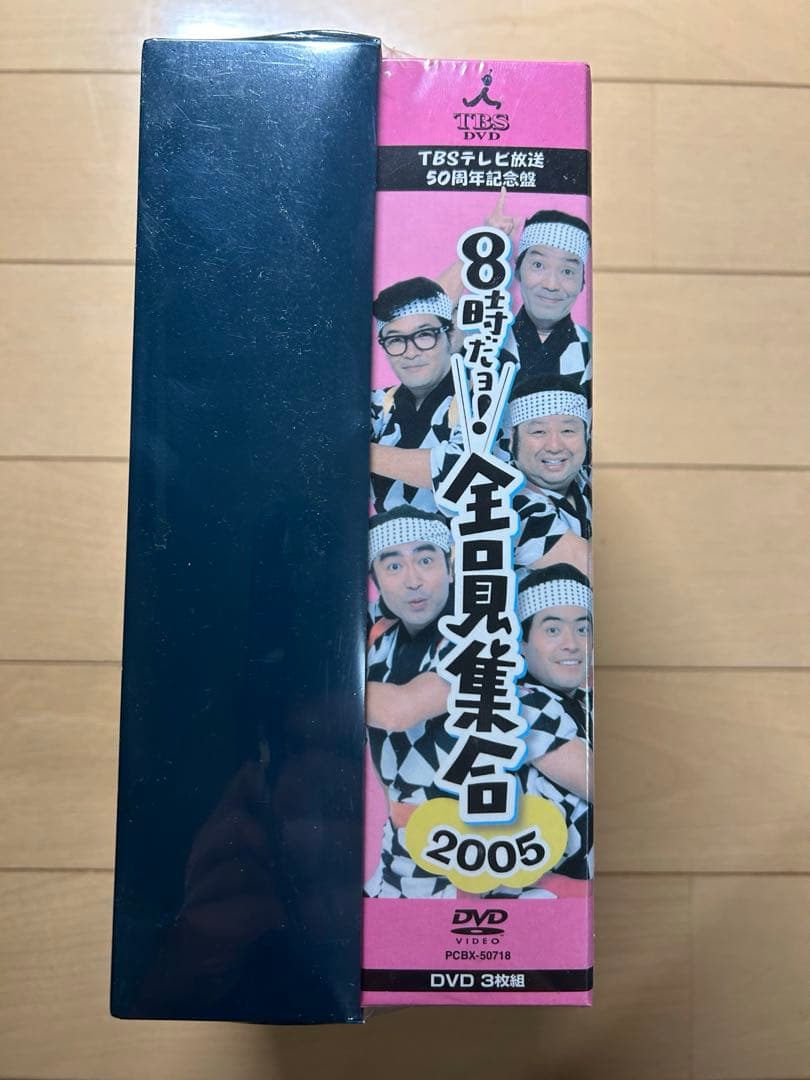 TBS
DVD
TBSテレビ放送
50周年記念盤
8時だョ!
全員集合
2005
DVD
VIDEO
PCBX-50718
DVD 3枚組